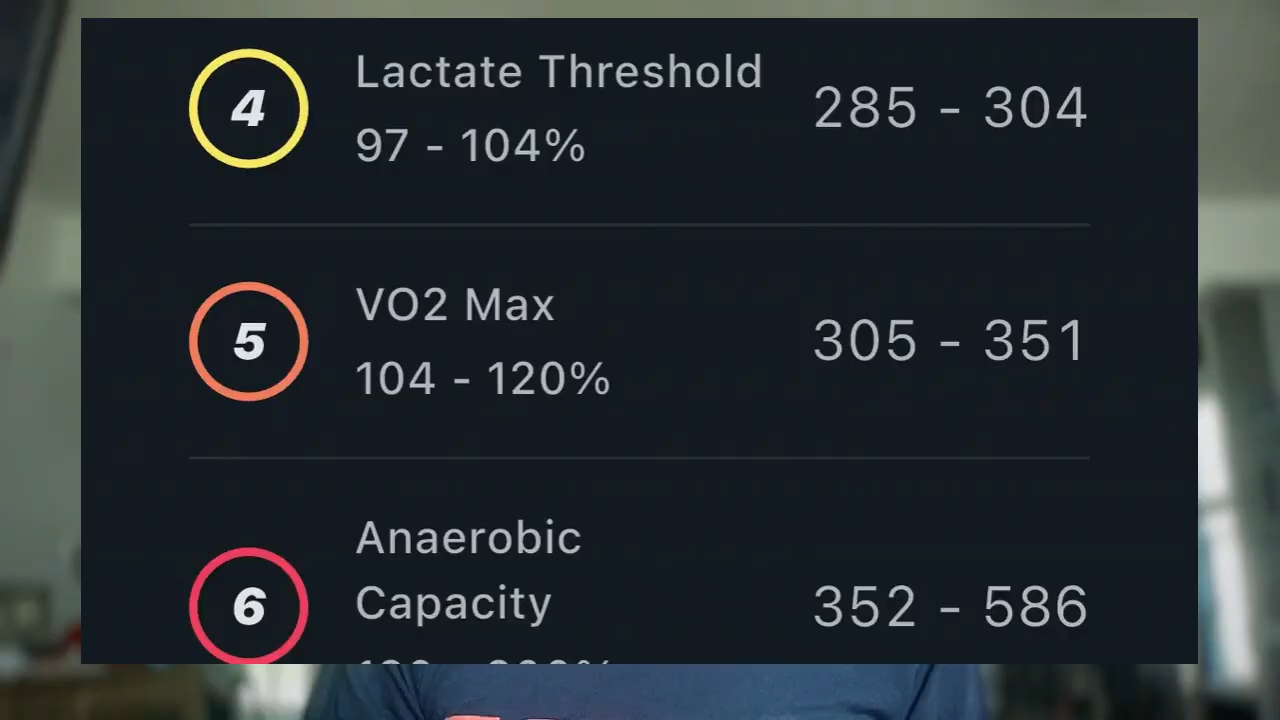 4
Lactate Threshold
97 - 104%
285 - 304
5
VO2 Max
104 - 120%
305 - 351
6
Anaerobic
Capacity
352 - 586